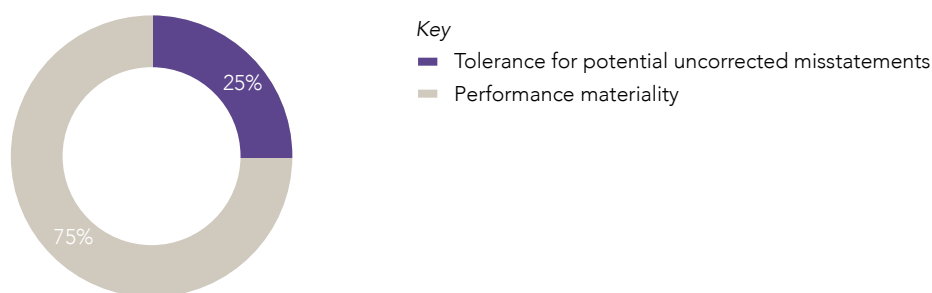 25%
75%
Key
Tolerance for potential uncorrected misstatements
Performance materiality